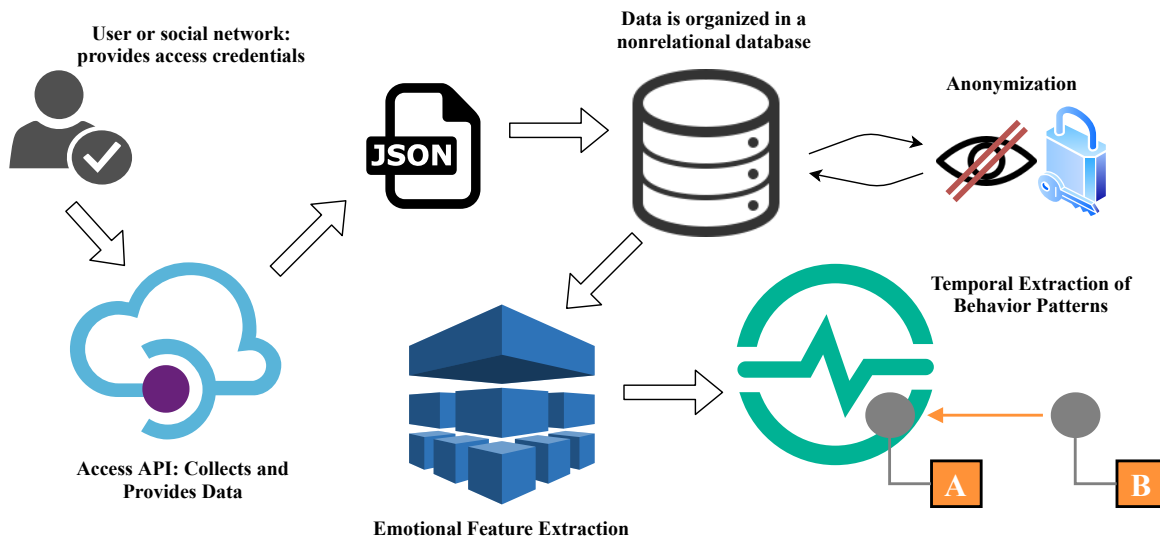 User or social network:
provides access credentials
Data is organized in a
nonrelational database
Anonymization
JSON
Temporal Extraction of
Behavior Patterns
A
B
Access API: Collects and
Provides Data
Emotional Feature Extraction